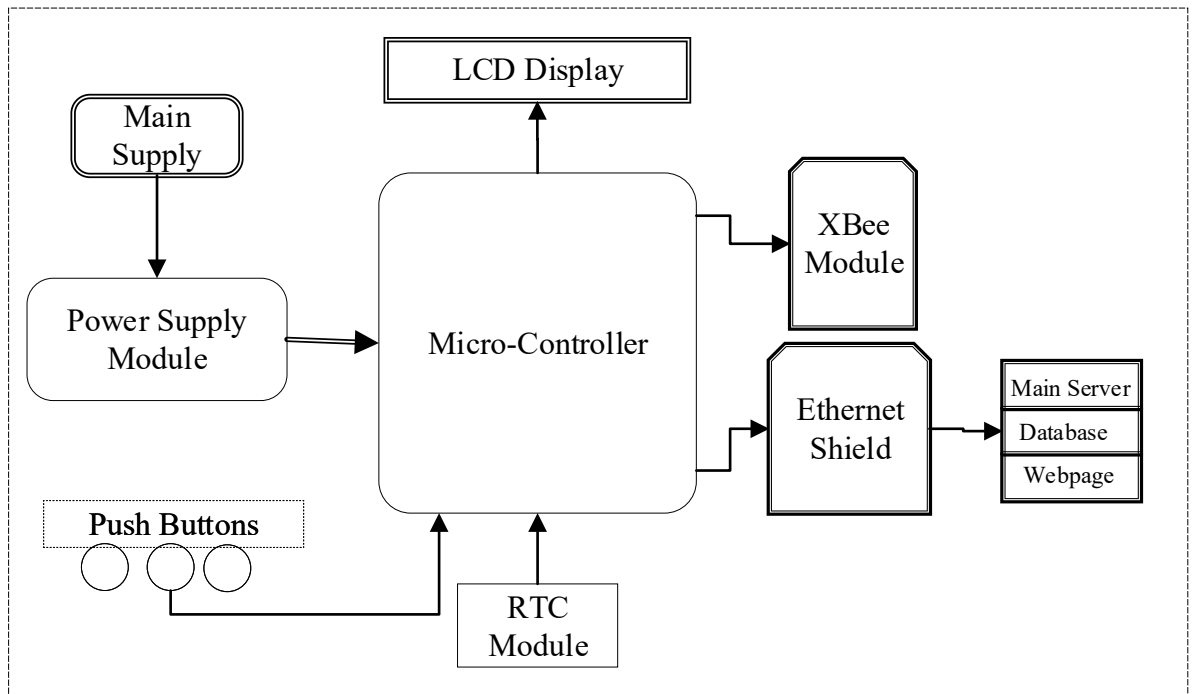 LCD Display
Main
Supply
XBee
Module
Power Supply
Module
Micro-Controller
Ethernet
Shield
Main Server
Database
Webpage
Push Buttons
RTC
Module